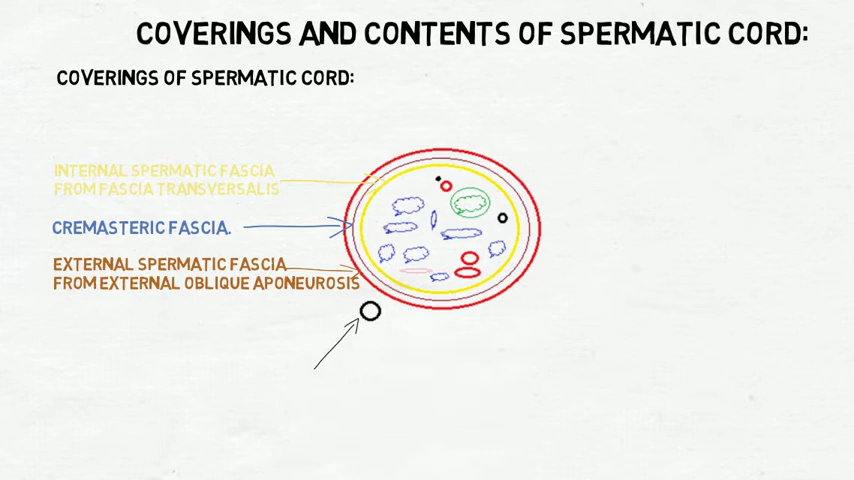 COVERINGS AND CONTENTS OF SPERMATIC CORD:
COVERINGS OF SPERMATIC CORD:
INTERNAL SPERMATIC FASCIA
FROM FASCIA TRANSVERSALIS
CREMASTERIC FASCIA.
EXTERNAL SPERMATIC FASCIA
FROM EXTERNAL OBLIQUE APONEUROSIS